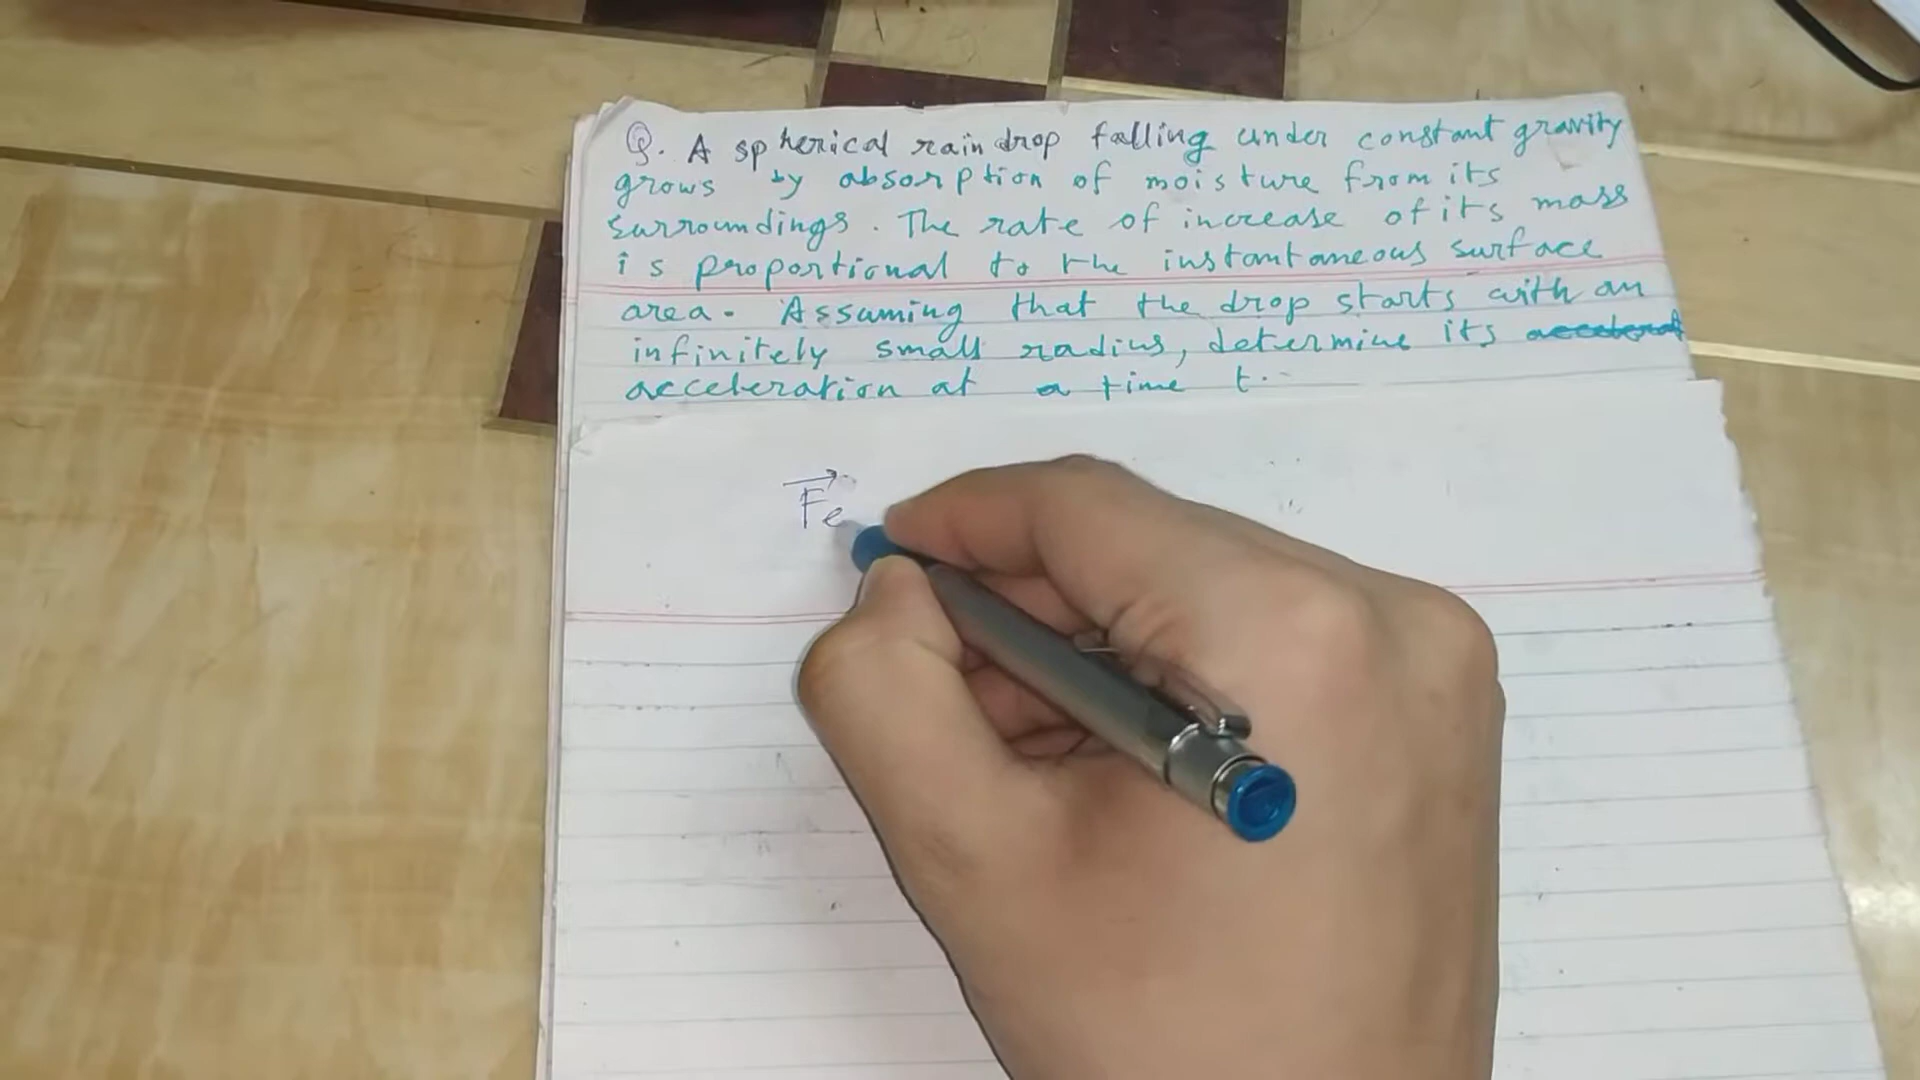 Q. A spherical raindrop falling under constant gravity
grows by absorption of moisture from its
surroundings. The rate of increase of its mass
is proportional to the instantaneous surface
area. Assuming that the drop starts with an
infinitely small radius, determine its
acceleration at a time t.
Fe